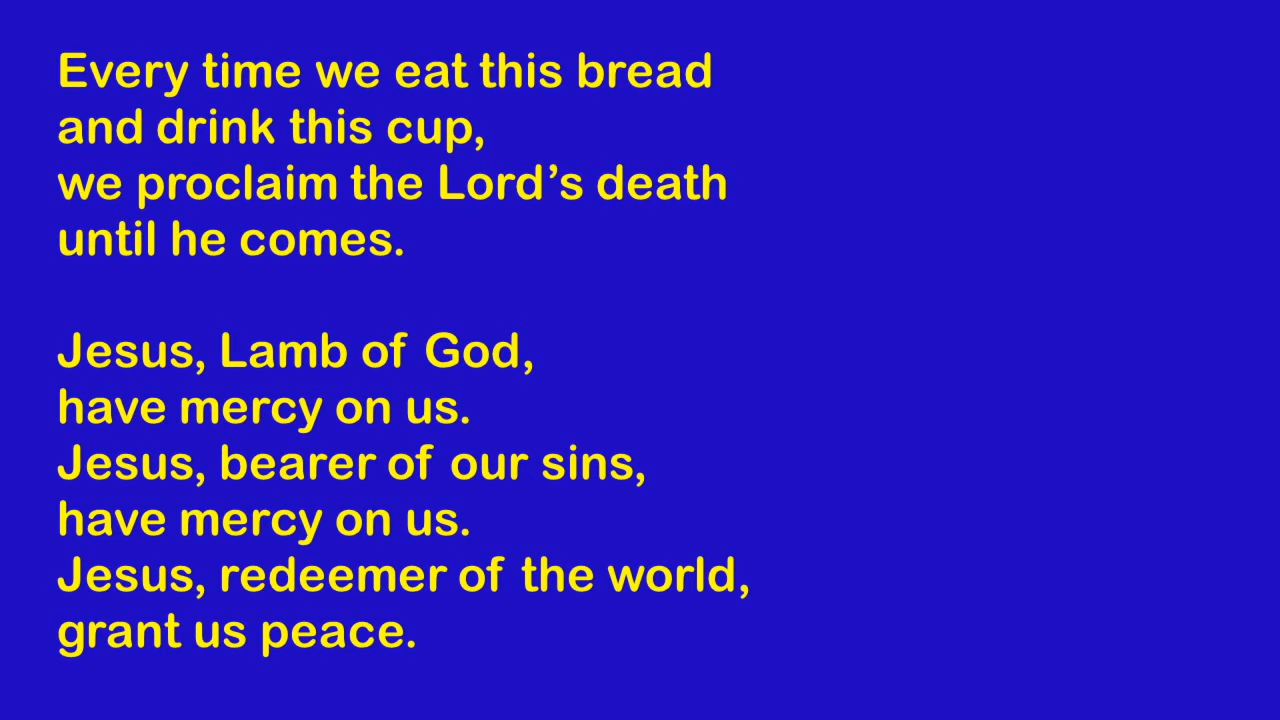 Every time we eat this bread
and drink this cup,
we proclaim the Lord’s death
until he comes.
Jesus, Lamb of God,
have mercy on us.
Jesus, bearer of our sins,
have mercy on us.
Jesus, redeemer of the world,
grant us peace.